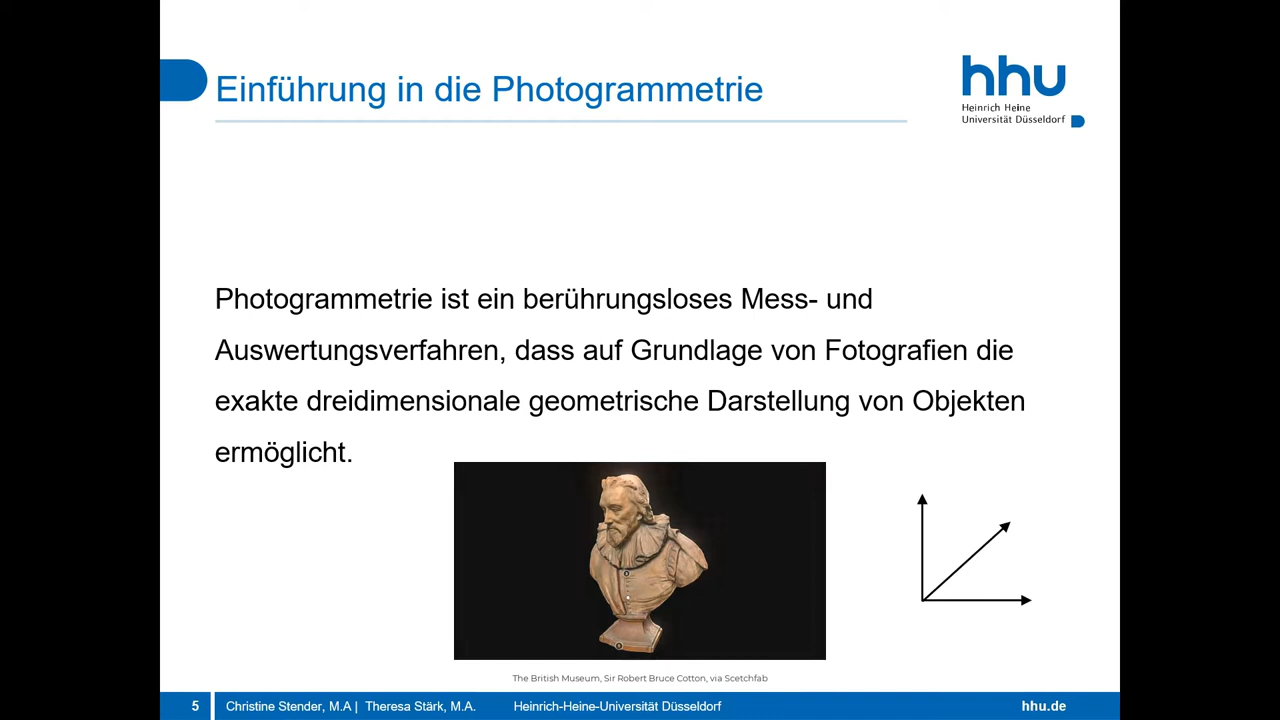 Einführung in die Photogrammetrie
hhu
Heinrich Heine
Universität Düsseldorf
Photogrammetrie ist ein berührungsloses Mess- und
Auswertungsverfahren, dass auf Grundlage von Fotografien die
exakte dreidimensionale geometrische Darstellung von Objekten
ermöglicht.
The British Museum, Sir Robert Bruce Cotton, via Scetchfab
5 Christine Stender, M.A | Theresa Stärk, M.A. Heinrich-Heine-Universität Düsseldorf hhu.de